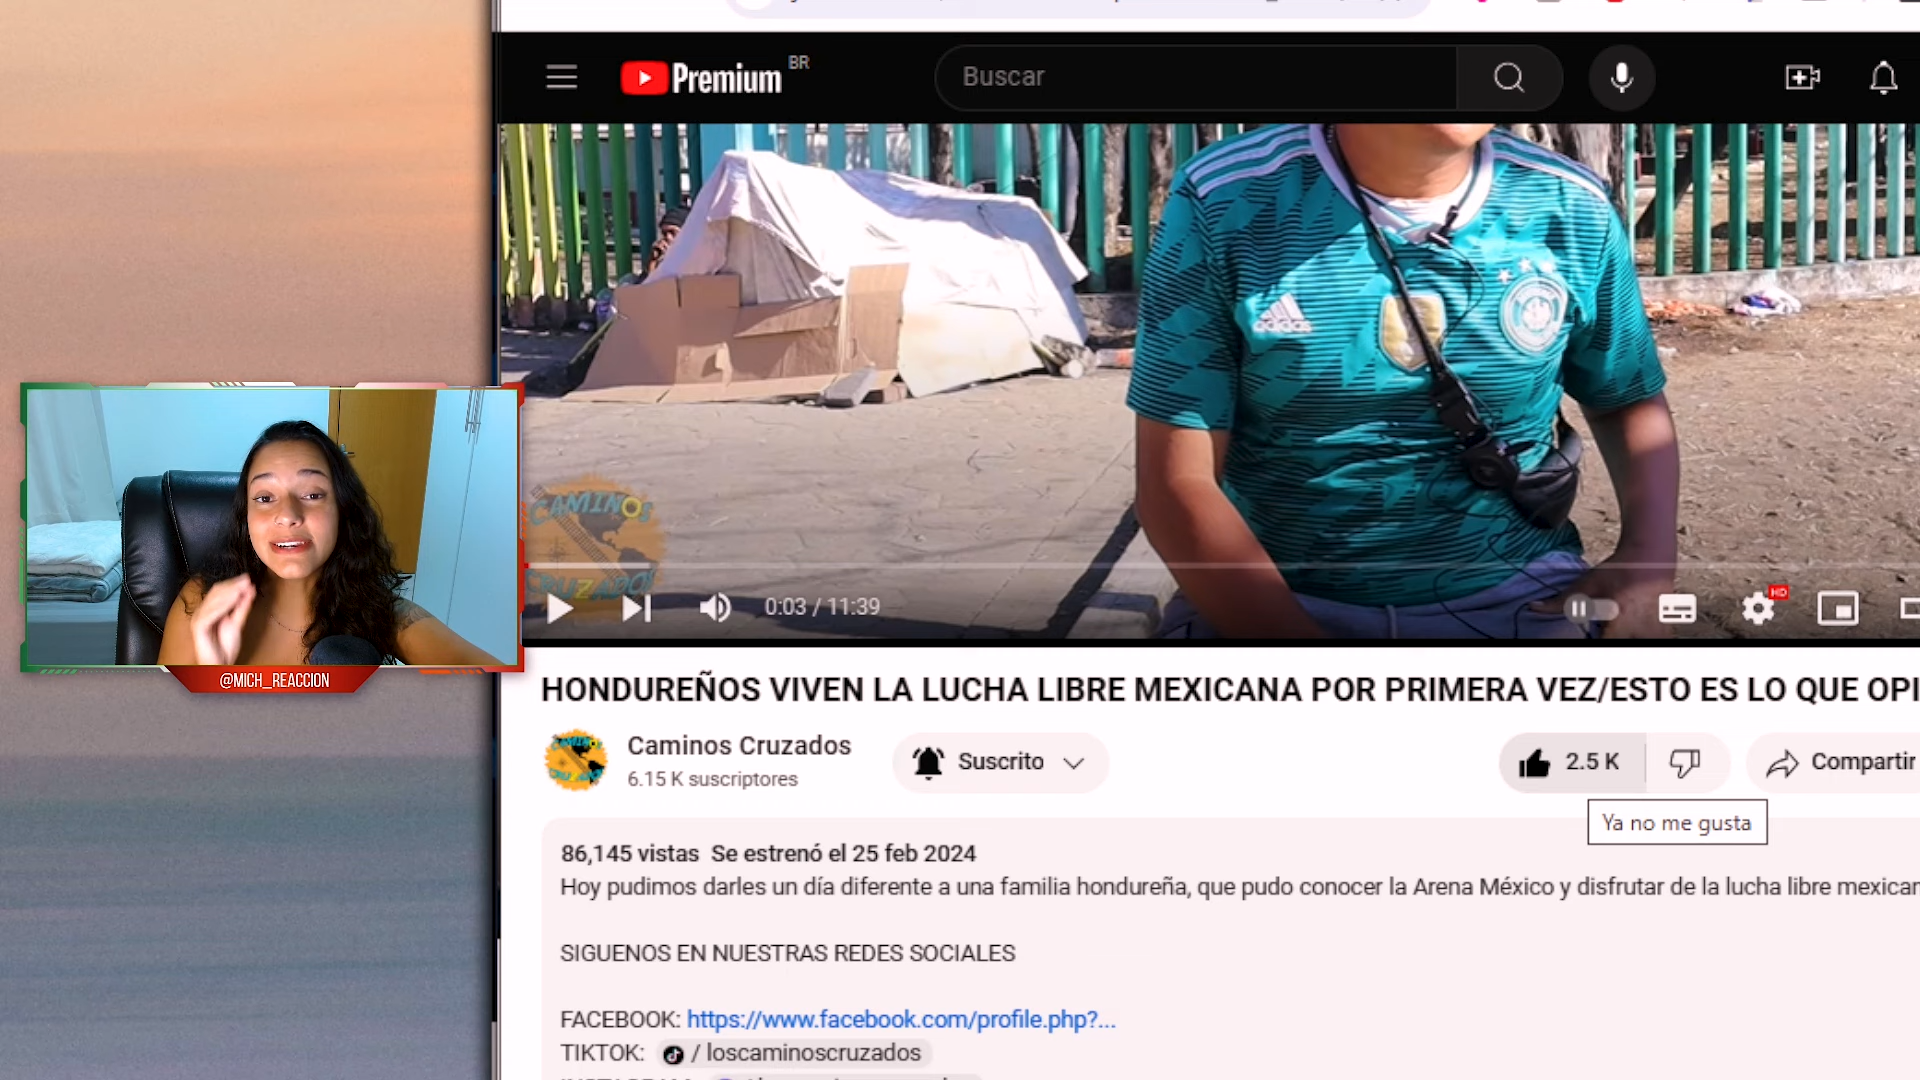 Premium BR
Buscar
adidas
CAMINOS
CRUZADOS
0:03 / 11:39
HD
@MICH_REACCION
HONDUREÑOS VIVEN LA LUCHA LIBRE MEXICANA POR PRIMERA VEZ/ESTO ES LO QUE
Caminos Cruzados
6.15 K suscriptores
Suscrito
2.5 K
Compartir
Ya no me gusta
86,145 vistas Se estrenó el 25 feb 2024
Hoy pudimos darles un día diferente a una familia hondureña, que pudo conocer la Arena México y disfrutar de la lucha libre
SIGUENOS EN NUESTRAS REDES SOCIALES
FACEBOOK: https://www.facebook.com/profile.php?...
TIKTOK: / loscaminoscruzados